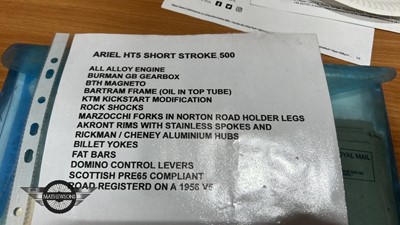 ARIEL HT5 SHORT STROKE 500
ALL ALLOY ENGINE
BURMAN GB GEARBOX
BTH MAGNETO
BARTRAM FRAME (OIL IN TOP TUBE)
KTM KICKSTART MODIFICATION
ROCK SHOCKS
MARZOCCHI FORKS IN NORTON ROAD HOLDER LEGS
AKRONT RIMS WITH STAINLESS SPOKES AND
RICKMAN / CHENEY ALUMINIUM HUBS
BILLET YOKES
FAT BARS
DOMINO CONTROL LEVERS
SCOTTISH PRE65 COMPLIANT
ROAD REGISTERD ON A 1956 V5
MATHEWSONS
ROYAL MAIL